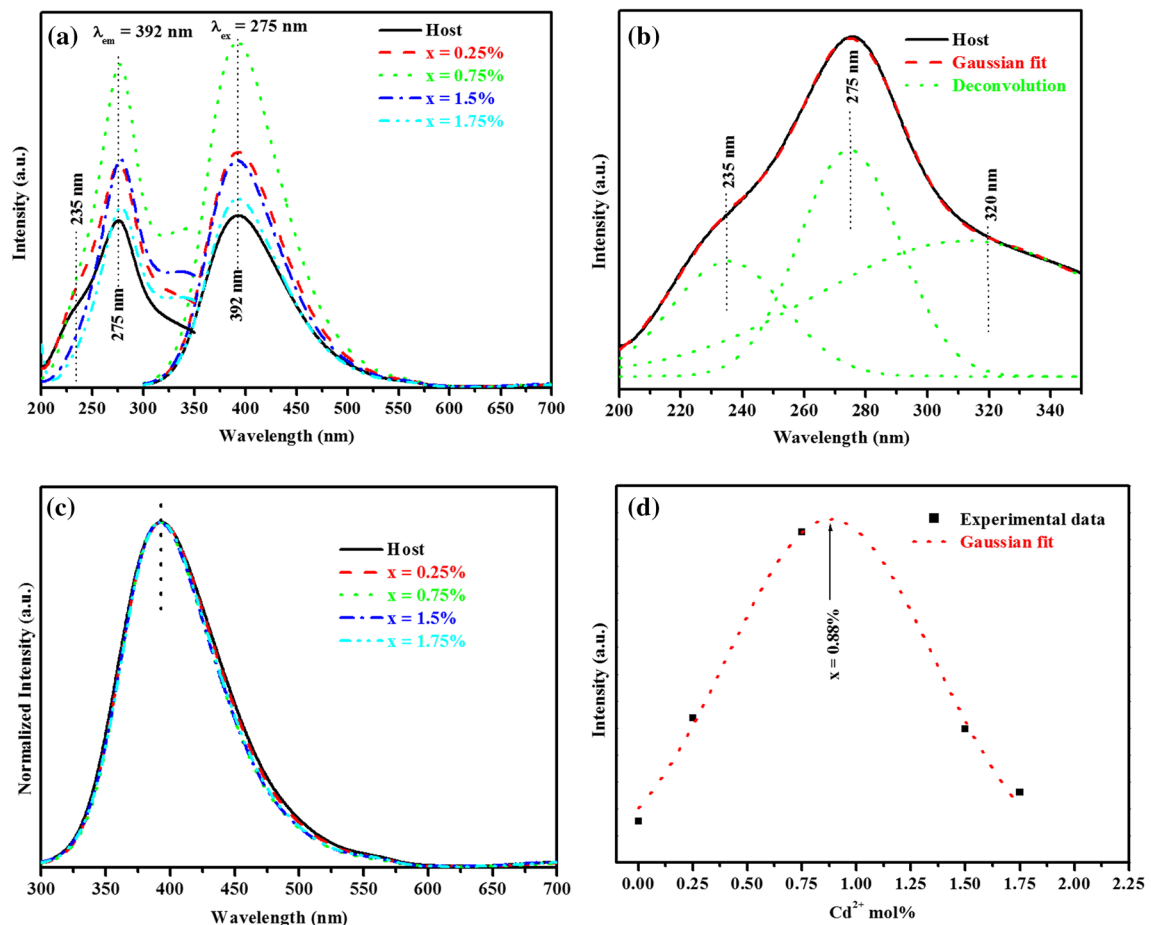 (a)
λem = 392 nm
λex = 275 nm
Host
x = 0.25%
x = 0.75%
x = 1.5%
x = 1.75%
235 nm
275 nm
392 nm
Intensity (a.u.)
200 250 300 350 400 450 500 550 600 650 700
Wavelength (nm)
(b)
Host
Gaussian fit
Deconvolution
235 nm
275 nm
320 nm
Intensity (a.u.)
200 220 240 260 280 300 320 340
Wavelength (nm)
(c)
Host
x = 0.25%
x = 0.75%
x = 1.5%
x = 1.75%
Normalized Intensity (a.u.)
300 350 400 450 500 550 600 650 700
Wavelength (nm)
(d)
Experimental data
Gaussian fit
x = 0.88%
Intensity (a.u.)
0.00 0.25 0.50 0.75 1.00 1.25 1.50 1.75 2.00 2.25
Cd2+ mol%